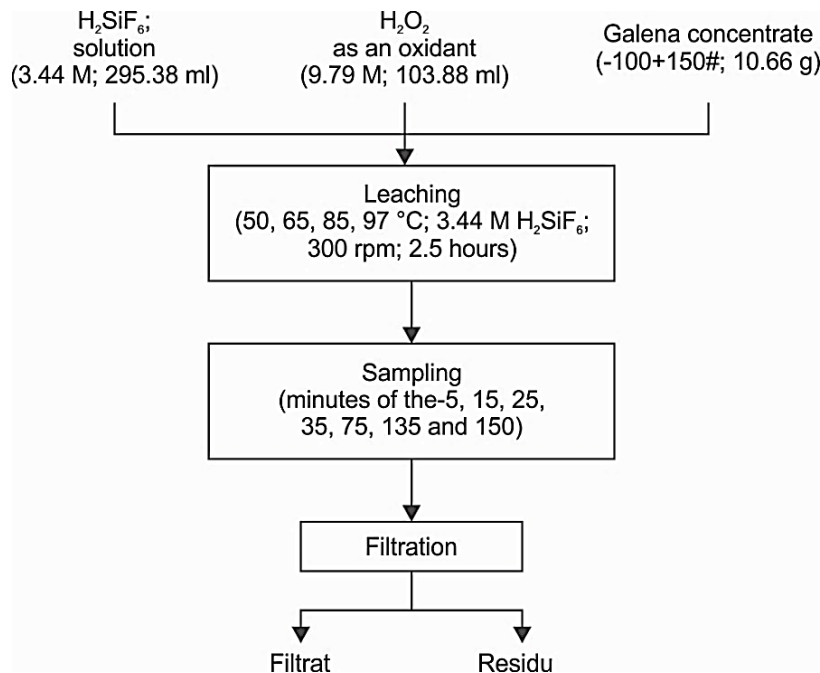 H₂SiF₆;
solution
(3.44 M; 295.38 ml)
H₂O₂
as an oxidant
(9.79 M; 103.88 ml)
Galena concentrate
(-100+150#; 10.66 g)
Leaching
(50, 65, 85, 97 °C; 3.44 M H₂SiF₆;
300 rpm; 2.5 hours)
Sampling
(minutes of the-5, 15, 25,
35, 75, 135 and 150)
Filtration
Filtrat
Residu